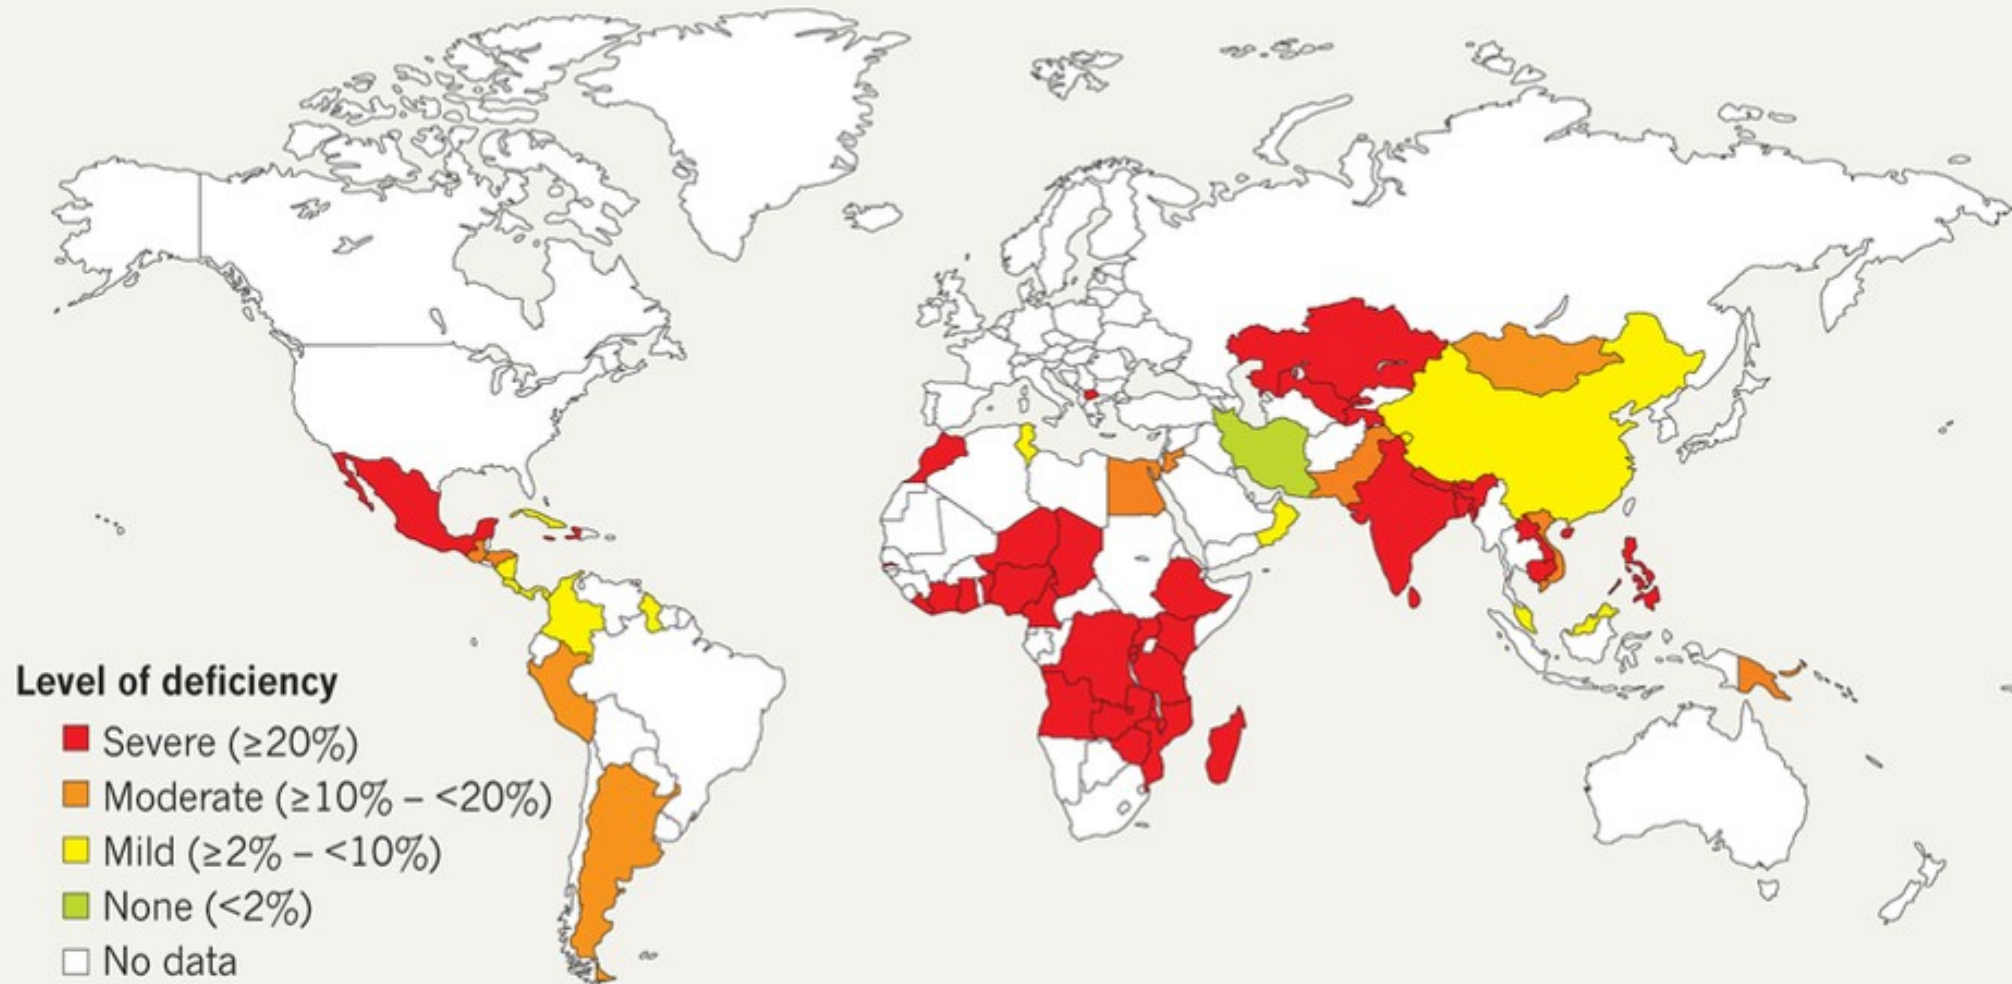 Level of deficiency
Severe (≥20%)
Moderate (≥10% – <20%)
Mild (≥2% – <10%)
None (<2%)
No data